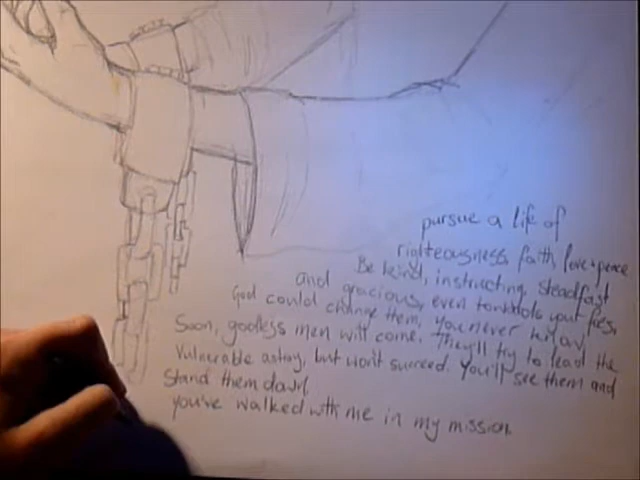 pursue a life of
righteousness, faith, love + peace
Be kind, instructing, steadfast
and gracious, even towards your foes,
God could change them, you never know,
Soon, godless men will come. They'll try to lead the
Vulnerable astray, but won't succeed. You'll see them and
Stand them down,
you've walked with me in my mission.